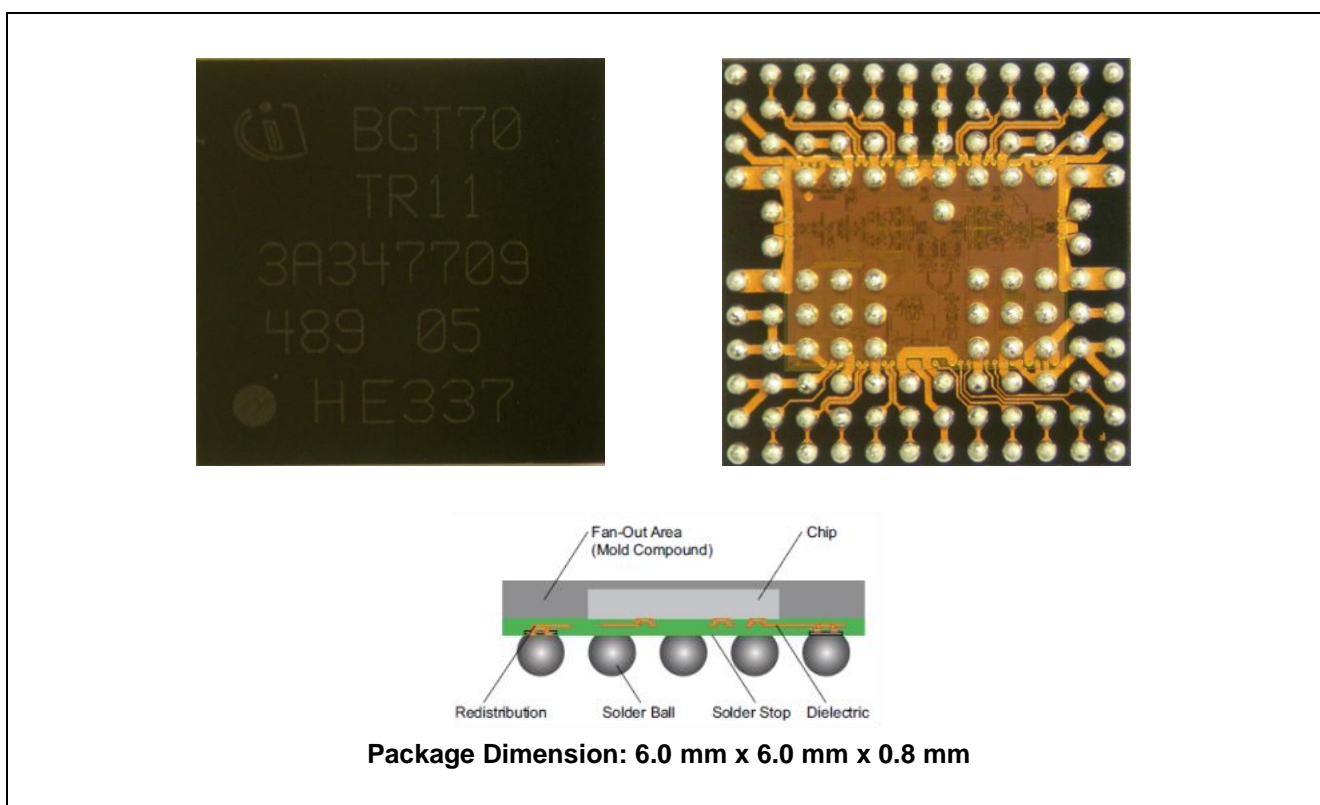 BGT70
TR11
3A347709
489 05
HE337
Fan-Out Area
(Mold Compound)
Chip
Redistribution
Solder Ball
Solder Stop
Dielectric
Package Dimension: 6.0 mm x 6.0 mm x 0.8 mm